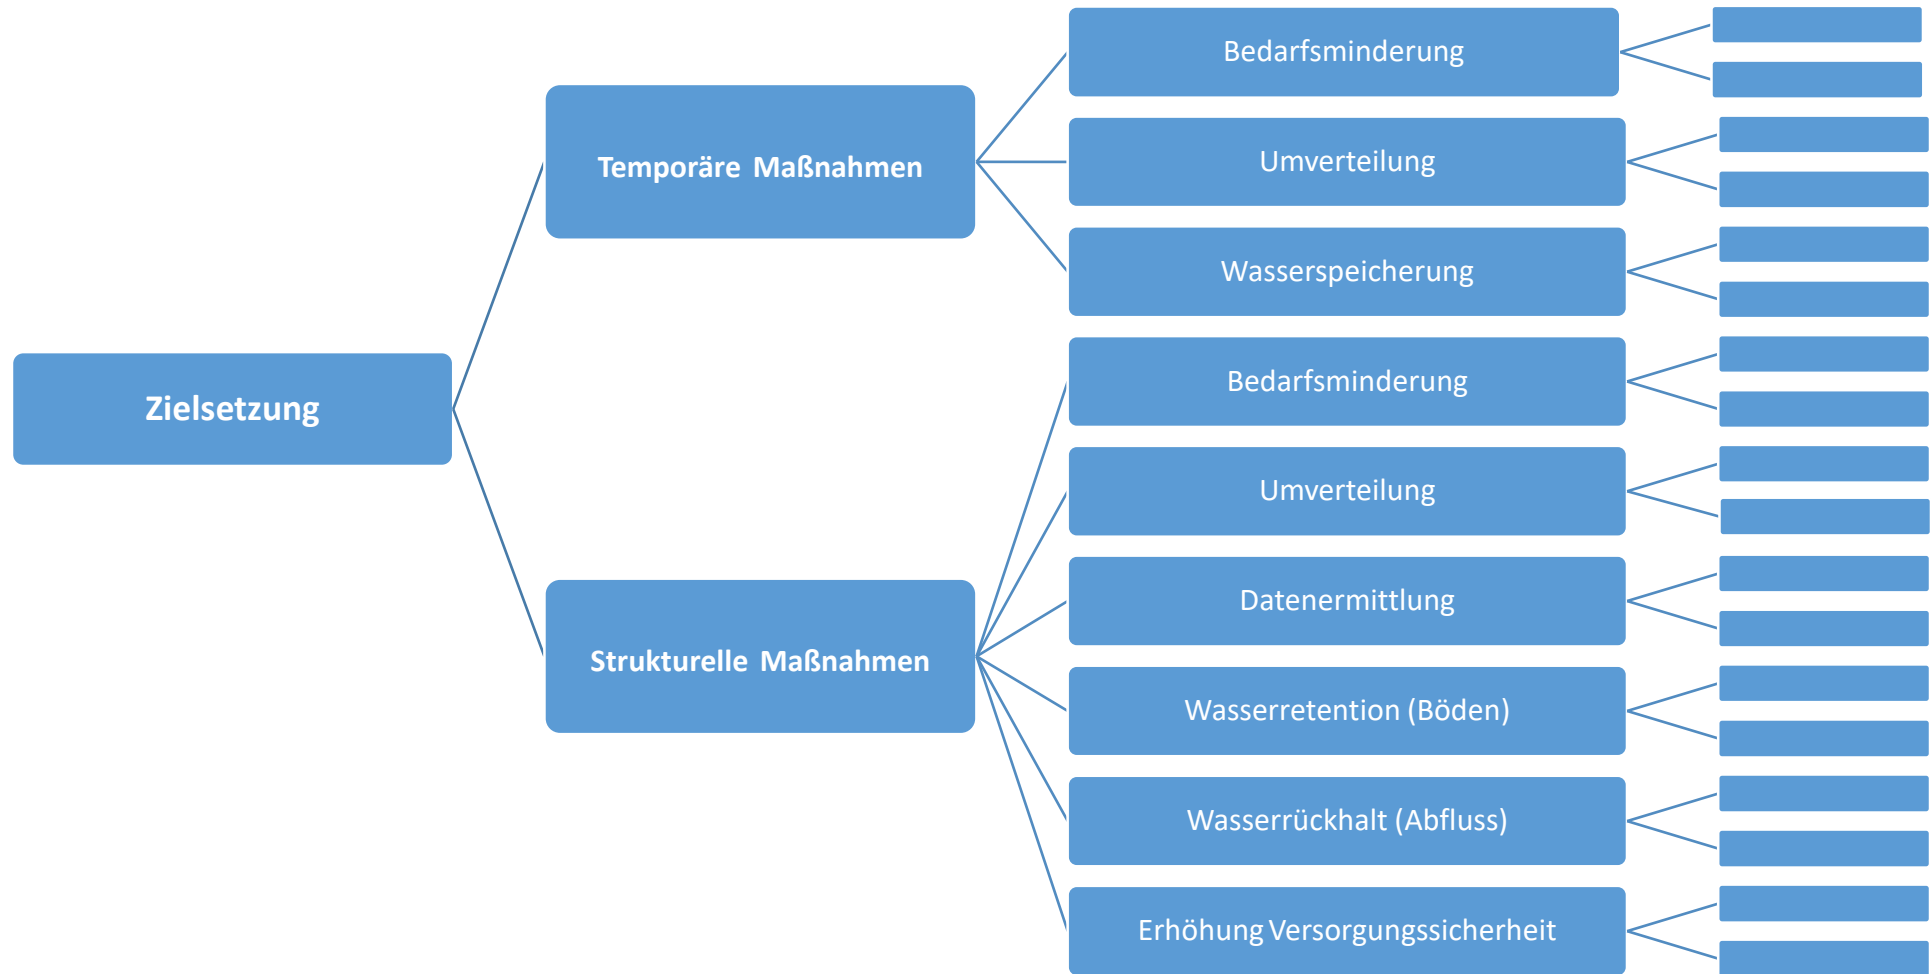 Zielsetzung
Temporäre Maßnahmen
Bedarfsminderung
Umverteilung
Wasserspeicherung
Strukturelle Maßnahmen
Bedarfsminderung
Umverteilung
Datenermittlung
Wasserretention (Böden)
Wasserrückhalt (Abfluss)
Erhöhung Versorgungssicherheit